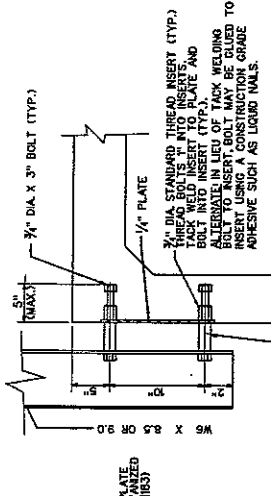 ¾" DIA. X 3" BOLT (TYP.)
5"
(MAX.)
¾" DIA. STANDARD THREAD INSERT (TYP.)
THREAD BOLTS 1" INTO INSERTS.
TACK WELD INSERT TO PLATE AND
BOLT INTO INSERT (TYP.).
ALTERNATE: IN LIEU OF TACK WELDING
BOLT TO INSERT, BOLT MAY BE GLUED TO
INSERT USING A CONSTRUCTION GRADE
ADHESIVE SUCH AS LIQUID NAILS.
¼" PLATE
5"
10"
W6 X 8.5 OR 9.0
PLATE